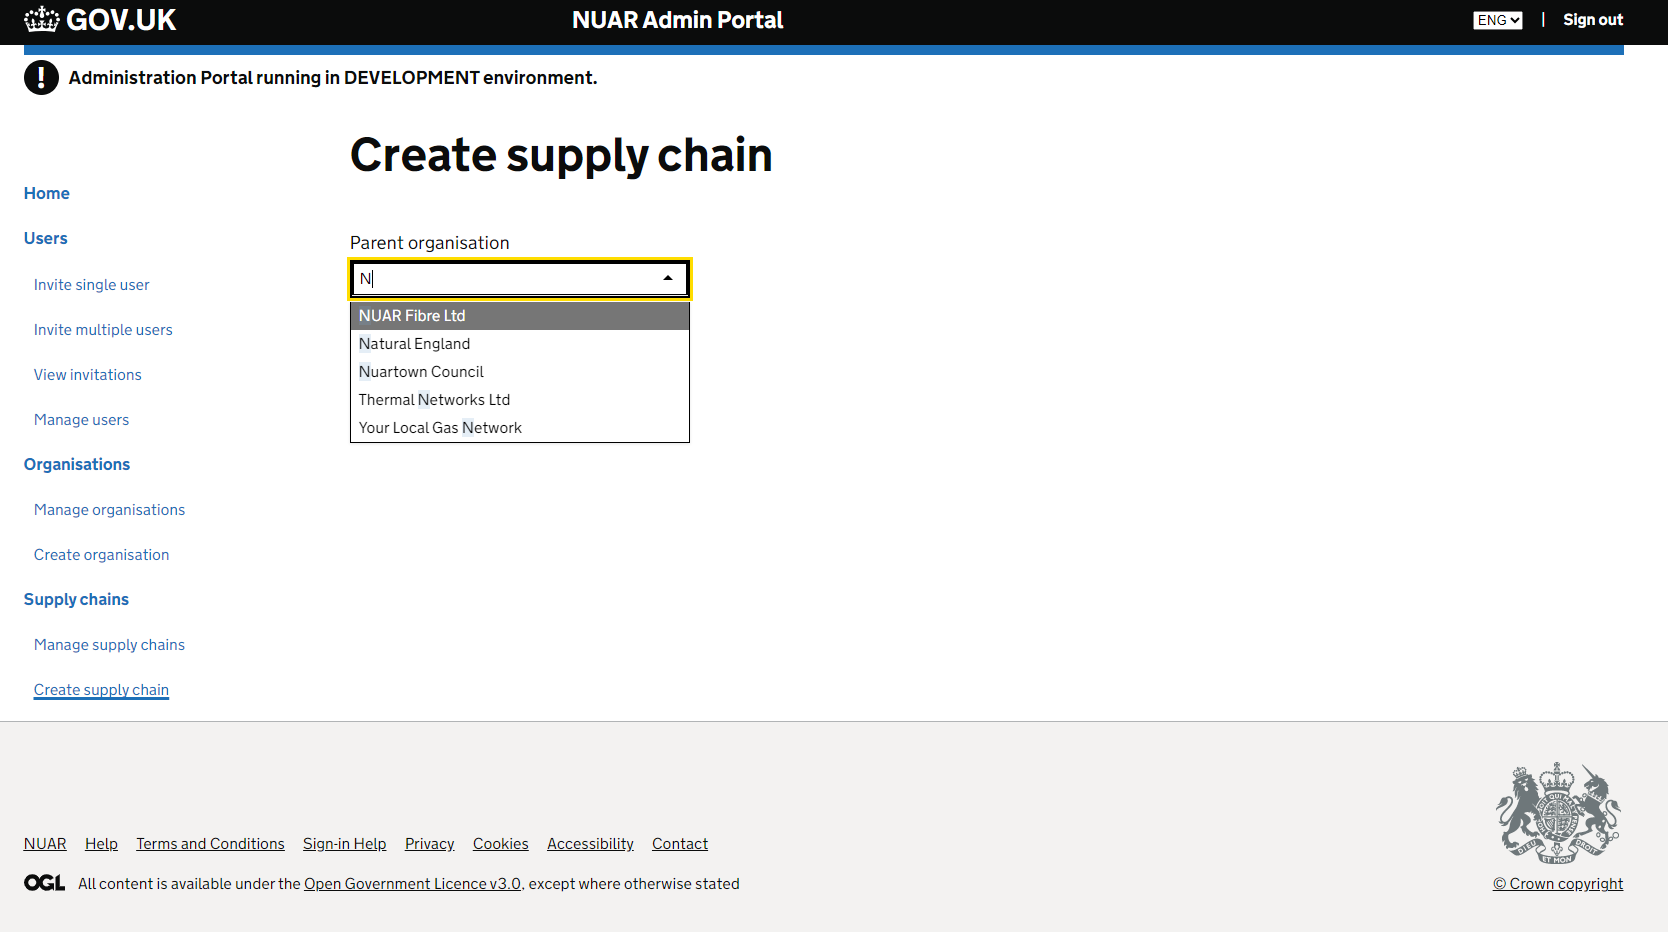 GOV.UK
NUAR Admin Portal
ENG
|
Sign out
! Administration Portal running in DEVELOPMENT environment.
Create supply chain
Home
Users
Invite single user
Invite multiple users
View invitations
Manage users
Organisations
Manage organisations
Create organisation
Supply chains
Manage supply chains
Create supply chain
Parent organisation
N
NUAR Fibre Ltd
Natural England
Nuartown Council
Thermal Networks Ltd
Your Local Gas Network
NUAR Help Terms and Conditions Sign-in Help Privacy Cookies Accessibility Contact
OGL All content is available under the Open Government Licence v3.0, except where otherwise stated
DIEU ET MON DROIT
© Crown copyright